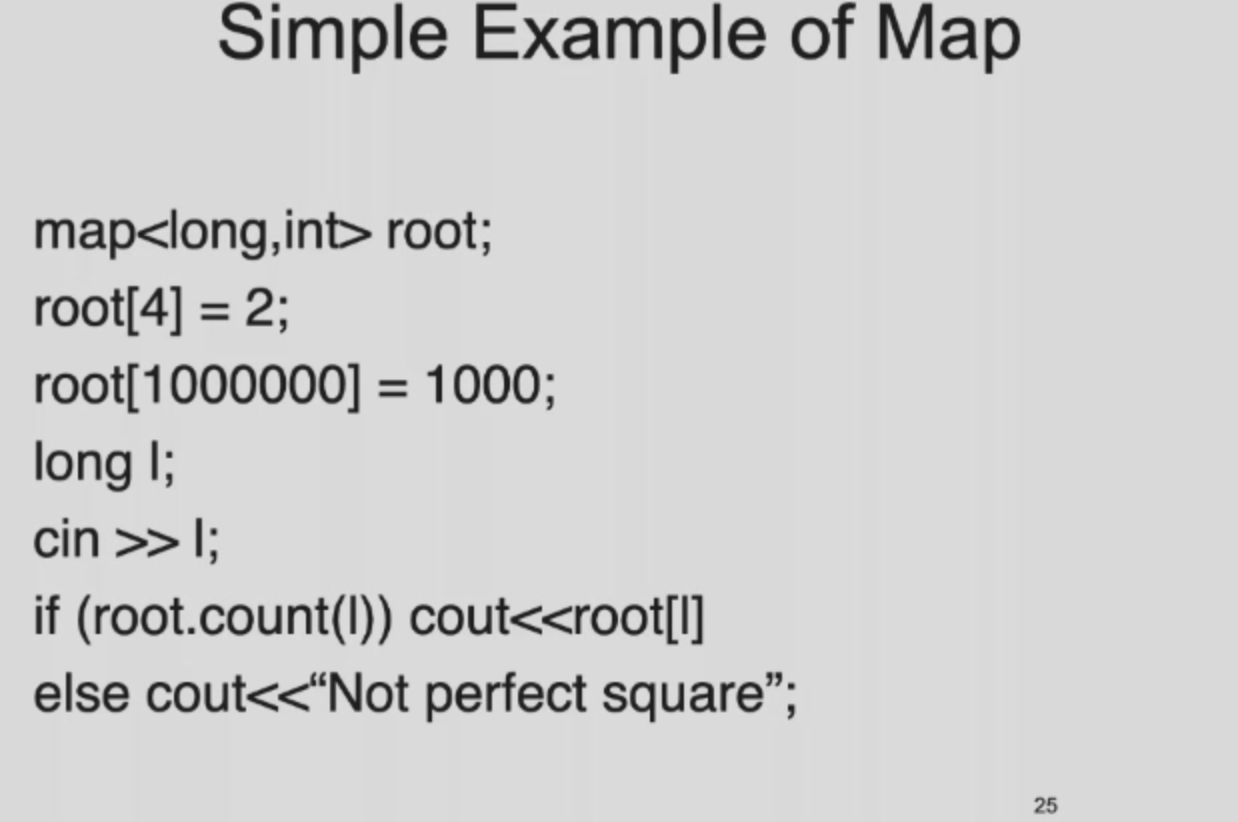 Simple Example of Map
map<long,int> root;
root[4] = 2;
root[1000000] = 1000;
long l;
cin >> l;
if (root.count(l)) cout<<root[l]
else cout<<“Not perfect square”;
25